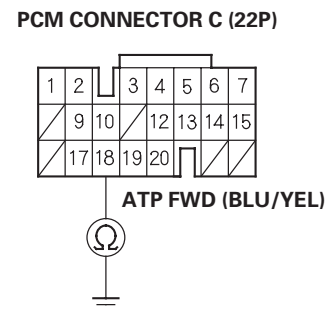 PCM CONNECTOR C (22P)
1 2 3 4 5 6 7
9 10 12 13 14 15
17 18 19 20
ATP FWD (BLU/YEL)
Ω